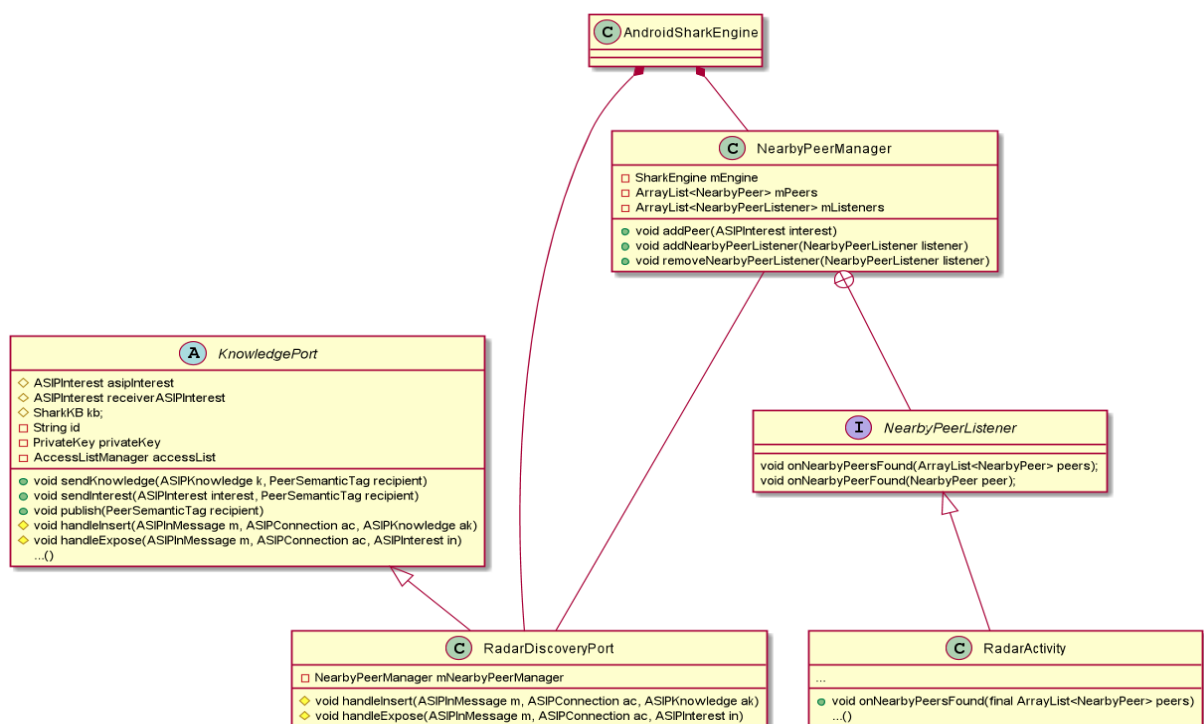 C AndroidSharkEngine
C NearbyPeerManager
SharkEngine mEngine
ArrayList<NearbyPeer> mPeers
ArrayList<NearbyPeerListener> mListeners
void addPeer(ASIPInterest interest)
void addNearbyPeerListener(NearbyPeerListener listener)
void removeNearbyPeerListener(NearbyPeerListener listener)
A KnowledgePort
ASIPInterest asipInterest
ASIPInterest receiverASIPInterest
SharkKB kb;
String id
PrivateKey privateKey
AccessListManager accessList
void sendKnowledge(ASIPKnowledge k, PeerSemanticTag recipient)
void sendInterest(ASIPInterest interest, PeerSemanticTag recipient)
void publish(PeerSemanticTag recipient)
void handleInsert(ASIPInMessage m, ASIPConnection ac, ASIPKnowledge ak)
void handleExpose(ASIPInMessage m, ASIPConnection ac, ASIPInterest in)
...()
I NearbyPeerListener
void onNearbyPeersFound(ArrayList<NearbyPeer> peers);
void onNearbyPeerFound(NearbyPeer peer);
C RadarDiscoveryPort
NearbyPeerManager mNearbyPeerManager
void handleInsert(ASIPInMessage m, ASIPConnection ac, ASIPKnowledge ak)
void handleExpose(ASIPInMessage m, ASIPConnection ac, ASIPInterest in)
C RadarActivity
...
void onNearbyPeersFound(final ArrayList<NearbyPeer> peers)
...()